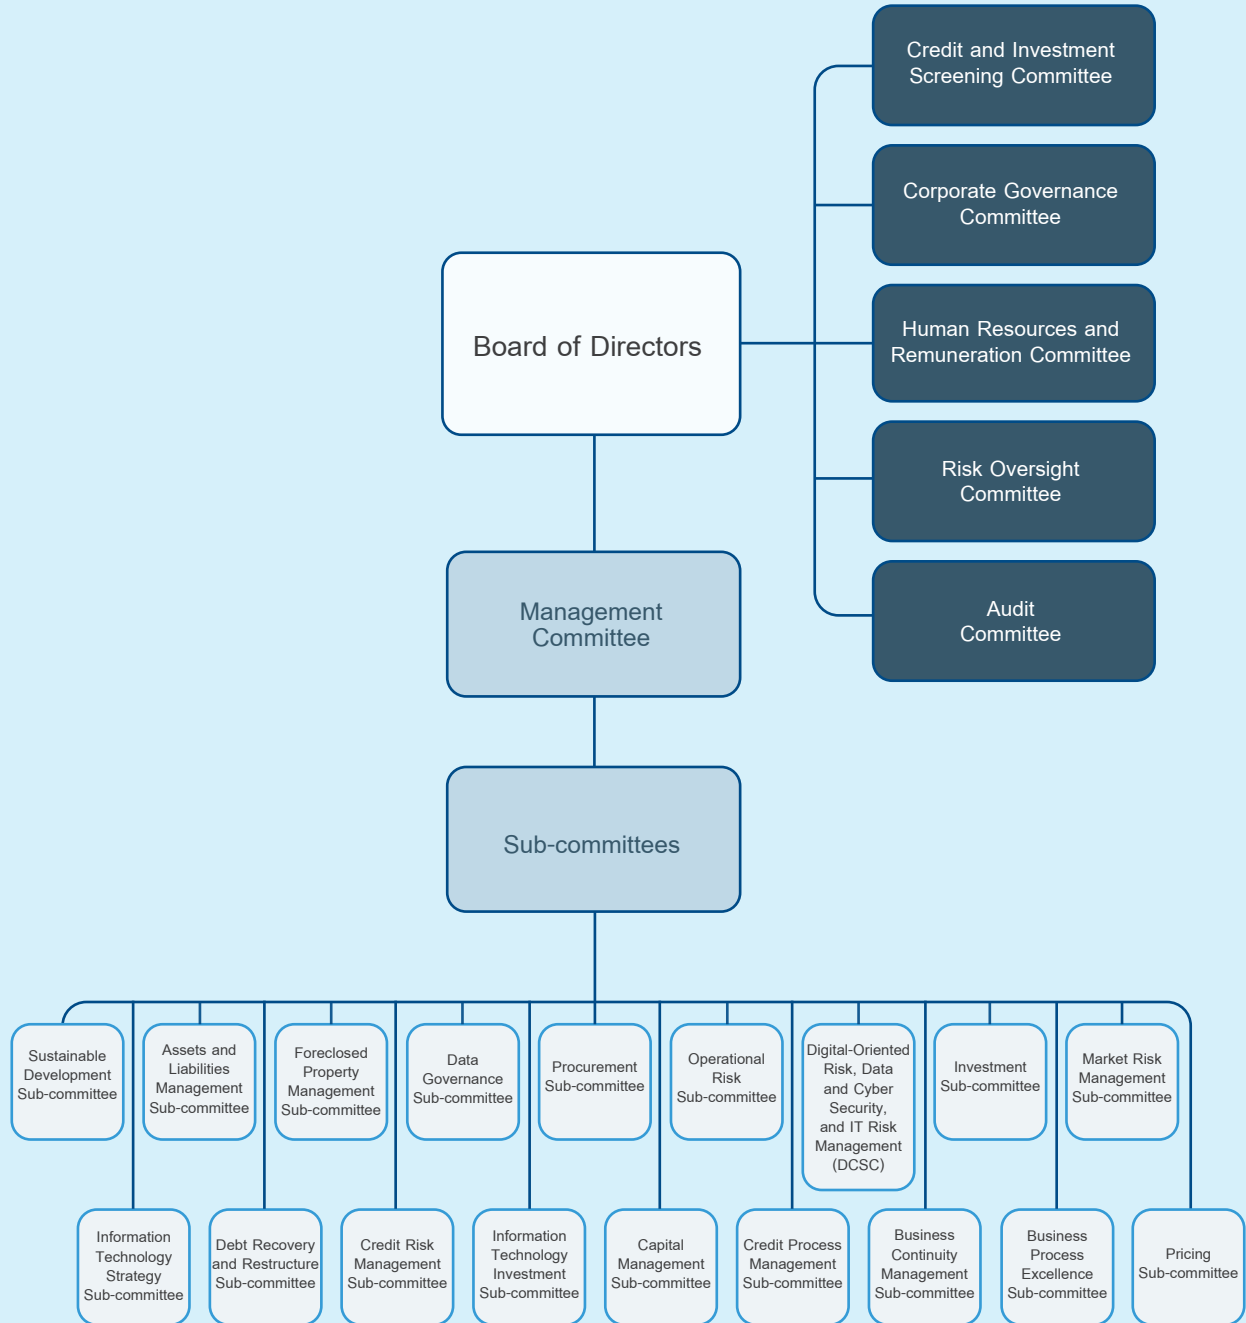 Credit and Investment
Screening Committee
Corporate Governance
Committee
Board of Directors
Human Resources and
Remuneration Committee
Risk Oversight
Committee
Management
Committee
Audit
Committee
Sub-committees
Sustainable
Development
Sub-committee
Assets and
Liabilities
Management
Sub-committee
Foreclosed
Property
Management
Sub-committee
Data
Governance
Sub-committee
Procurement
Sub-committee
Operational
Risk
Sub-committee
Digital-Oriented
Risk, Data
and Cyber
Security,
and IT Risk
Management
(DCSC)
Investment
Sub-committee
Market Risk
Management
Sub-committee
Information
Technology
Strategy
Sub-committee
Debt Recovery
and Restructure
Sub-committee
Credit Risk
Management
Sub-committee
Information
Technology
Investment
Sub-committee
Capital
Management
Sub-committee
Credit Process
Management
Sub-committee
Business
Continuity
Management
Sub-committee
Business
Process
Excellence
Sub-committee
Pricing
Sub-committee